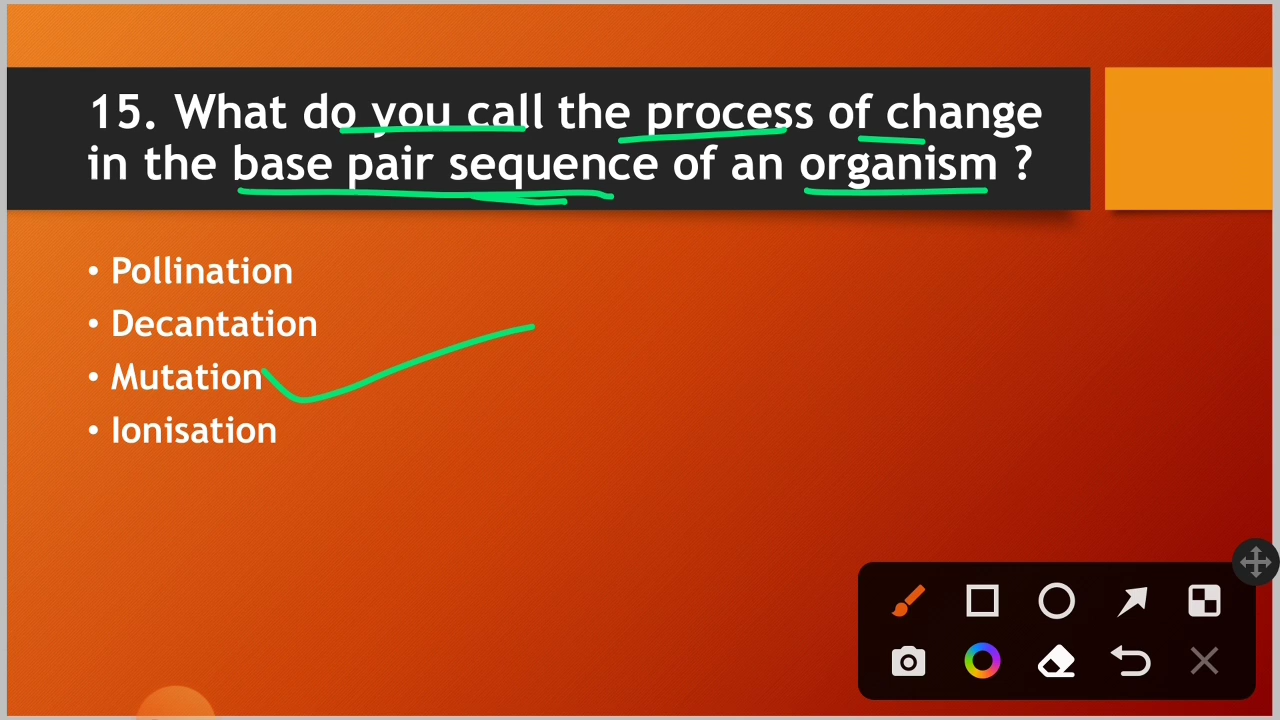 15. What do you call the process of change
in the base pair sequence of an organism ?
• Pollination
• Decantation
• Mutation
• Ionisation